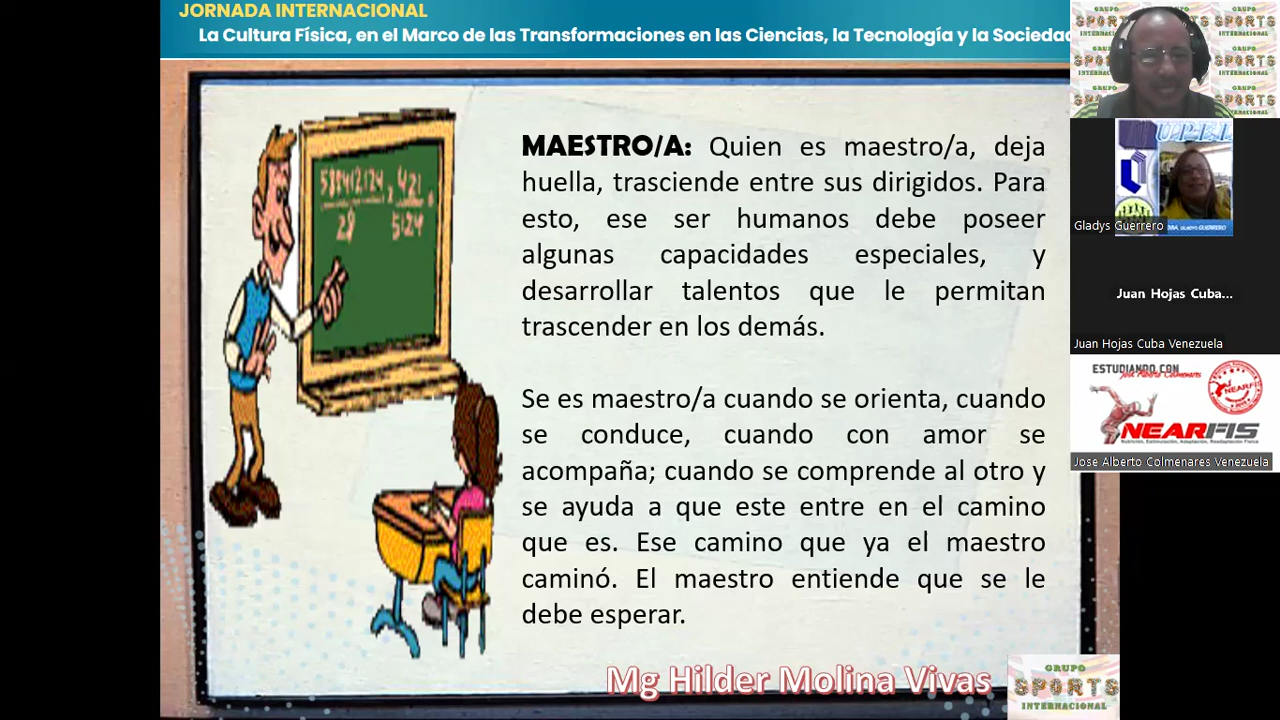 JORNADA INTERNACIONAL
La Cultura Física, en el Marco de las Transformaciones en las Ciencias, la Tecnología y la Sociedad
MAESTRO/A: Quien es maestro/a, deja
huella, trasciende entre sus dirigidos. Para
esto, ese ser humanos debe poseer
algunas capacidades especiales, y
desarrollar talentos que le permitan
trascender en los demás.
Se es maestro/a cuando se orienta, cuando
se conduce, cuando con amor se
acompaña; cuando se comprende al otro y
se ayuda a que este entre en el camino
que es. Ese camino que ya el maestro
caminó. El maestro entiende que se le
debe esperar.
Mg Hilder Molina Vivas
GRUPO
SPORTS
INTERNACIONAL
GRUPO
SPORTS
UPEL
Gladys Guerrero
Juan Hojas Cuba...
Juan Hojas Cuba Venezuela
ESTUDIANDO CON
Jose Alberto Colmenares
NEARFIS
Jose Alberto Colmenares Venezuela